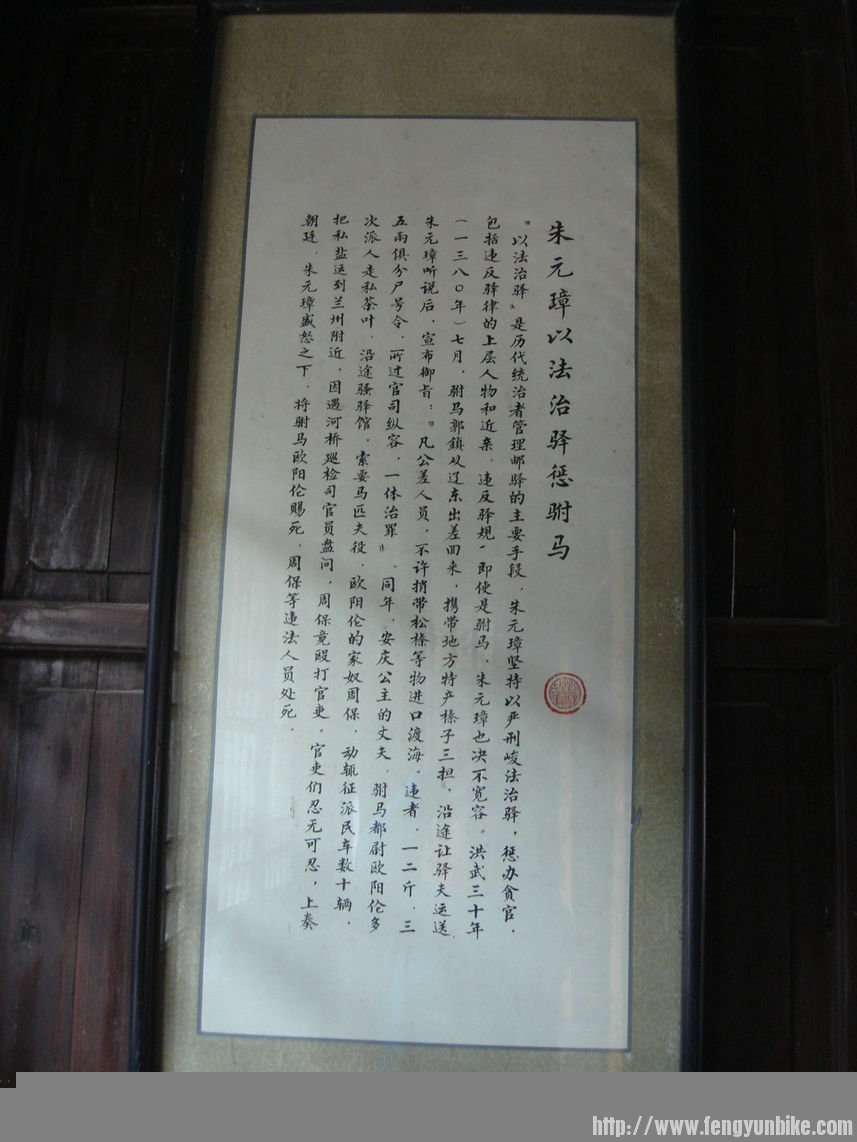 朱元璋以法治驿惩驸马
“以法治驿”是历代统治者管理邮驿的主要手段．朱元璋坚持以严刑峻法治驿，惩办贪官．
包括违反驿律的上层人物和近亲。违反驿规，即使是驸马．朱元璋也决不宽容。洪武三十年
（一三八〇年）七月，驸马郭镇从辽东出差回来，携带地方特产榛子三担，沿途让驿夫运送．
朱元璋听说后，宣布御旨：“凡公差人员，不许捎带松榛等物进口渡海。违者．一二斤．三
五两俱分尸号令．所过官司纵容，一体治罪”。同年，安庆公主的丈夫．驸马都尉欧阳伦多
次派人走私茶叶．沿途骚驿馆．索要马匹夫役．欧阳伦的家奴周保．动辄征派民车数十辆．
把私盐运到兰州附近，因遇河桥巡检司官员盘问，周保竟殴打官吏。官吏们忍无可忍，上奏
朝廷．朱元璋盛怒之下．将驸马欧阳伦赐死．周保等违法人员处死。
http://www.fengyunbike.com